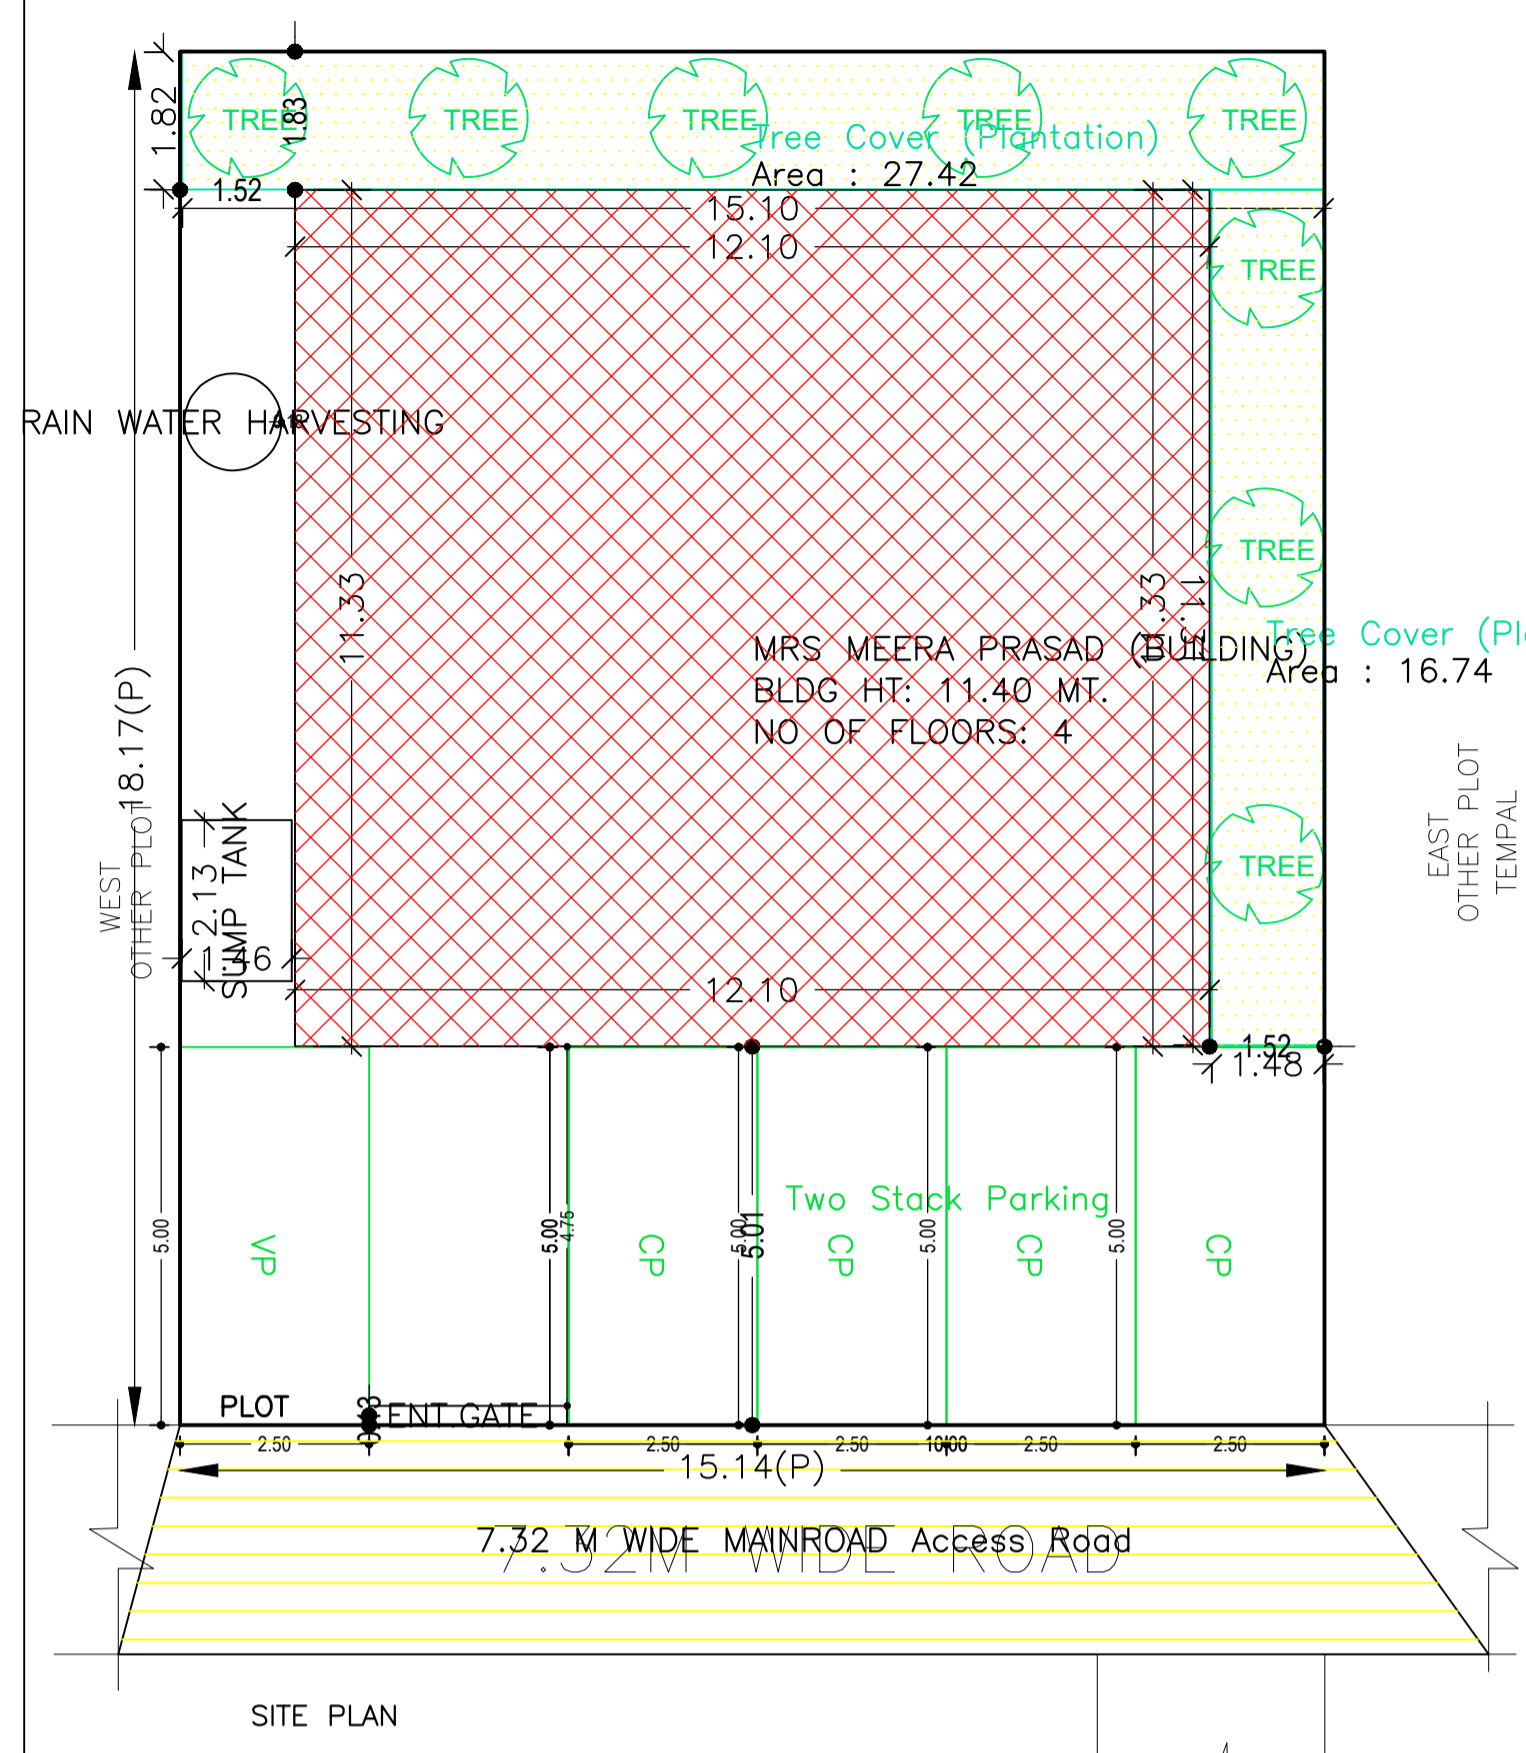 TREE TREE TREE TREE TREE
1.82
1.83
Tree Cover (Plantation)
Area : 27.42
1.52
15.10
12.10
TREE
RAIN WATER HARVESTING
TREE
11.33
11.33
MRS MEERA PRASAD (BUILDING)
BLDG HT: 11.40 MT.
NO OF FLOORS: 4
Tree Cover
Area : 16.74
18.17(P)
WEST
OTHER PLOT
SUMP TANK
2.13
1.46
TREE
EAST
OTHER PLOT
TEMPAL
12.10
1.52
1.48
Two Stack Parking
5.00
5.00
4.75
5.00
5.01
5.00
5.00
VP CP CP CP CP
PLOT
ENT.GATE
2.50 2.50 2.50 2.50 2.50
15.14(P)
7.32 M WIDE MAINROAD Access Road
7.32M WIDE ROAD
SITE PLAN